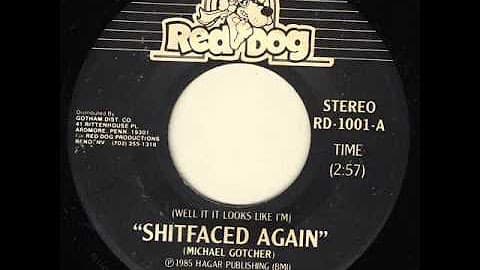 Red Dog
Distributed By
GOTHAM DIST. CO.
41 RITTENHOUSE PL.
ARDMORE, PENN. 19301
For RED DOG PRODUCTIONS
RENO, NV (702) 255-1318
STEREO
RD-1001-A
TIME
(2:57)
(WELL IT IT LOOKS LIKE I'M)
"SHITFACED AGAIN"
(MICHAEL GOTCHER)
℗ 1985 HAGAR PUBLISHING (BMI)